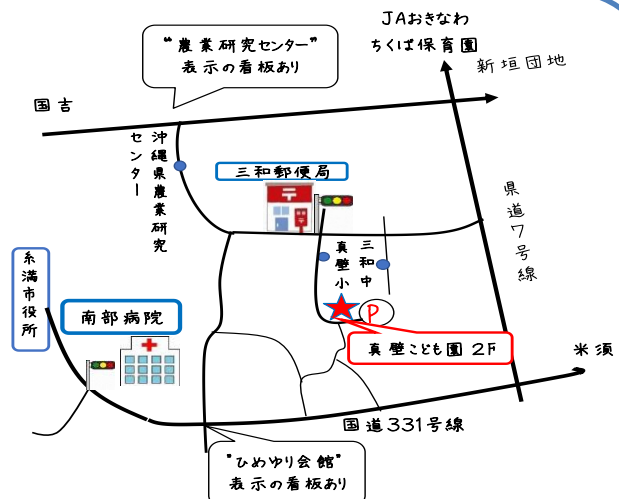 JAおきなわ
ちくば保育園
新垣団地
“農業研究センター”
表示の看板あり
国吉
沖縄県農業研究
センター
三和郵便局
県道7号線
真壁小
三和中
糸満市役所
南部病院
P
真壁こども園 2F
米須
国道331号線
"ひめゆり会館"
表示の看板あり